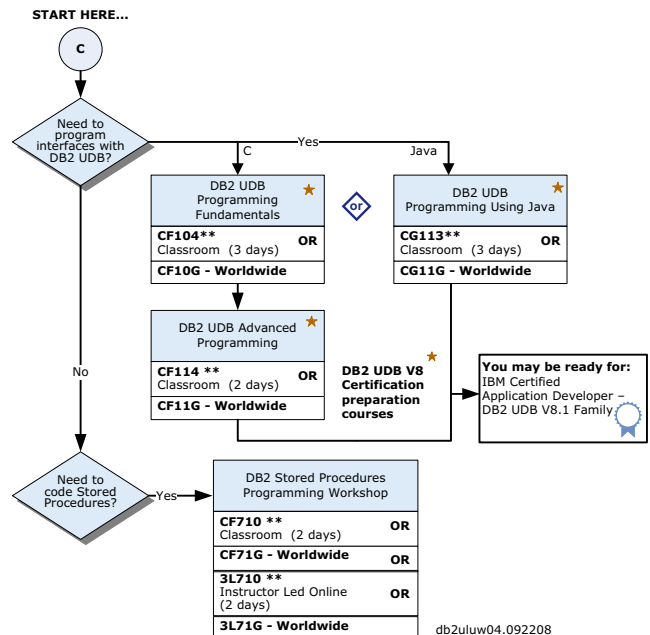 START HERE...
C
Need to
program
interfaces with
DB2 UDB?
Yes
C
Java
DB2 UDB
Programming
Fundamentals
CF104**
Classroom (3 days)
OR
CF10G - Worldwide
or
DB2 UDB
Programming Using Java
CG113**
Classroom (3 days)
OR
CG11G - Worldwide
DB2 UDB Advanced
Programming
CF114 **
Classroom (2 days)
OR
CF11G - Worldwide
DB2 UDB V8
Certification
preparation
courses
You may be ready for:
IBM Certified
Application Developer –
DB2 UDB V8.1 Family
No
Need to
code Stored
Procedures?
Yes
DB2 Stored Procedures
Programming Workshop
CF710 **
Classroom (2 days)
OR
CF71G - Worldwide
OR
3L710 **
Instructor Led Online
(2 days)
OR
3L71G - Worldwide
db2uluw04.092208